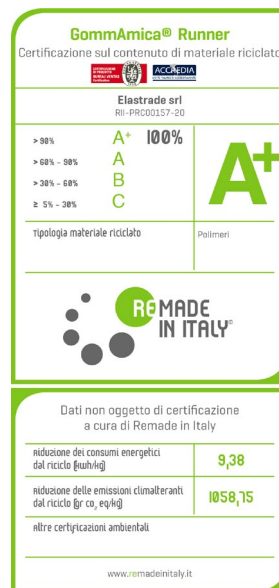 GommAmica® Runner
Certificazione sul contenuto di materiale riciclato
ACCREDIA
Elastrade srl
RII-PRC00157-20
> 90% A+ 100%
> 60% - 90% A
> 30% - 60% B
≥ 5% - 30% C
A+
Tipologia materiale riciclato Polimeri
REMADE
IN ITALY©
Dati non oggetto di certificazione
a cura di Remade in Italy
Riduzione dei consumi energetici
dal riciclo (kwh/kg) 9,38
Riduzione delle emissioni climalteranti
dal riciclo (gr co₂ eq/kg) 1058,75
Altre certificazioni ambientali
www.remadeinitaly.it